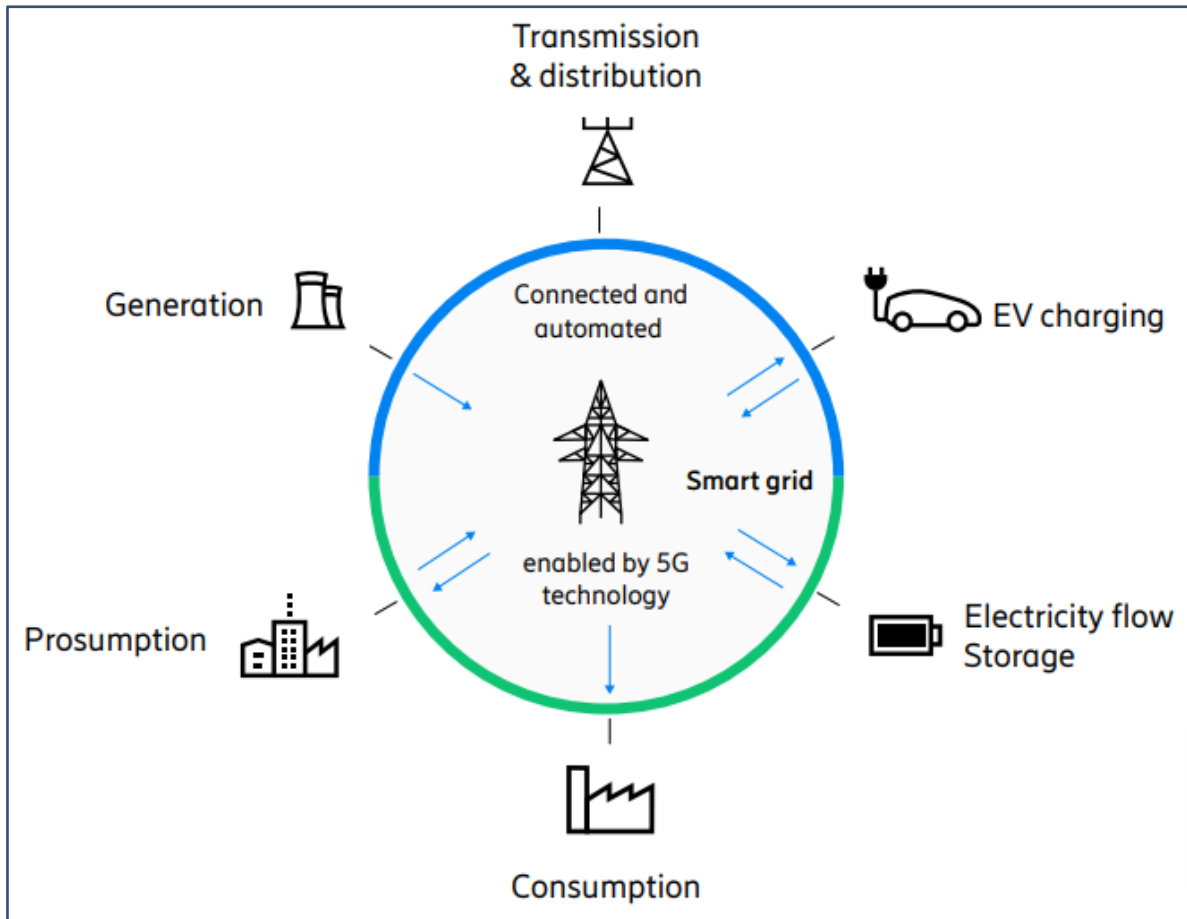 Transmission
& distribution
Generation
Connected and
automated
EV charging
Smart grid
enabled by 5G
technology
Prosumption
Electricity flow
Storage
Consumption